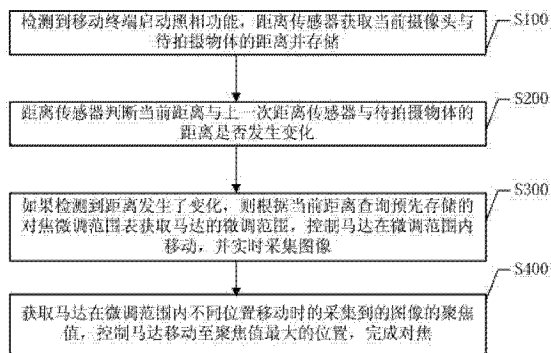 检测到移动终端启动照相功能，距离传感器获取当前摄像头与
待拍摄物体的距离并存储
S100
距离传感器判断当前距离与上一次距离传感器与待拍摄物体的
距离是否发生变化
S200
如果检测到距离发生了变化，则根据当前距离查询预先存储的
对焦微调范围表获取马达的微调范围，控制马达在微调范围内
移动，并实时采集图像
S300
获取马达在微调范围内不同位置移动时的采集到的图像的聚焦
值，控制马达移动至聚焦值最大的位置，完成对焦
S400